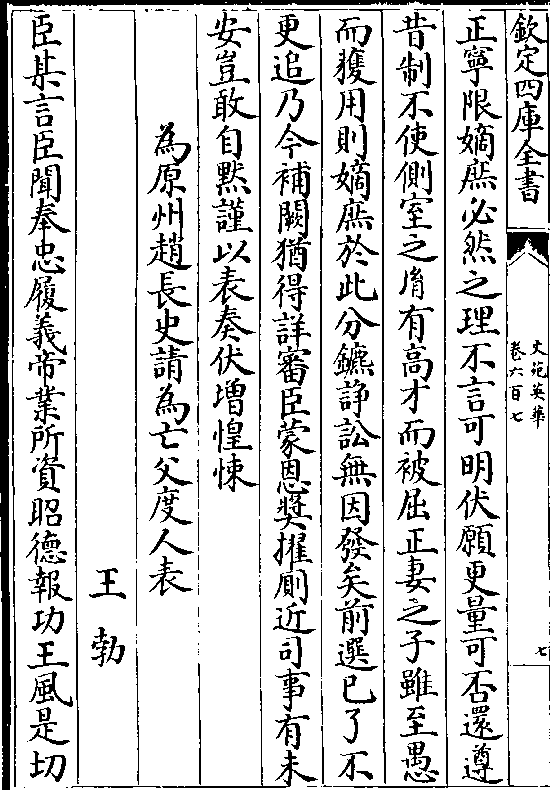 欽定四庫全書
文苑英華
卷六百七
七
正寧限嫡庶必然之理不言可明伏願更量可否還遵
昔制不使側室之𦙍有高才而被屈正妻之子雖至愚
而獲用則嫡庶於此分鑣諍訟無因發矣前選已了不
更追乃今補闕猶得詳審臣蒙恩奬擢厠近司事有未
安豈敢自黙謹以表奏伏増惶悚
為原州趙長史請為亡父度人表
王勃
臣某言臣聞奉忠履義帝業所資昭德報功王風是切